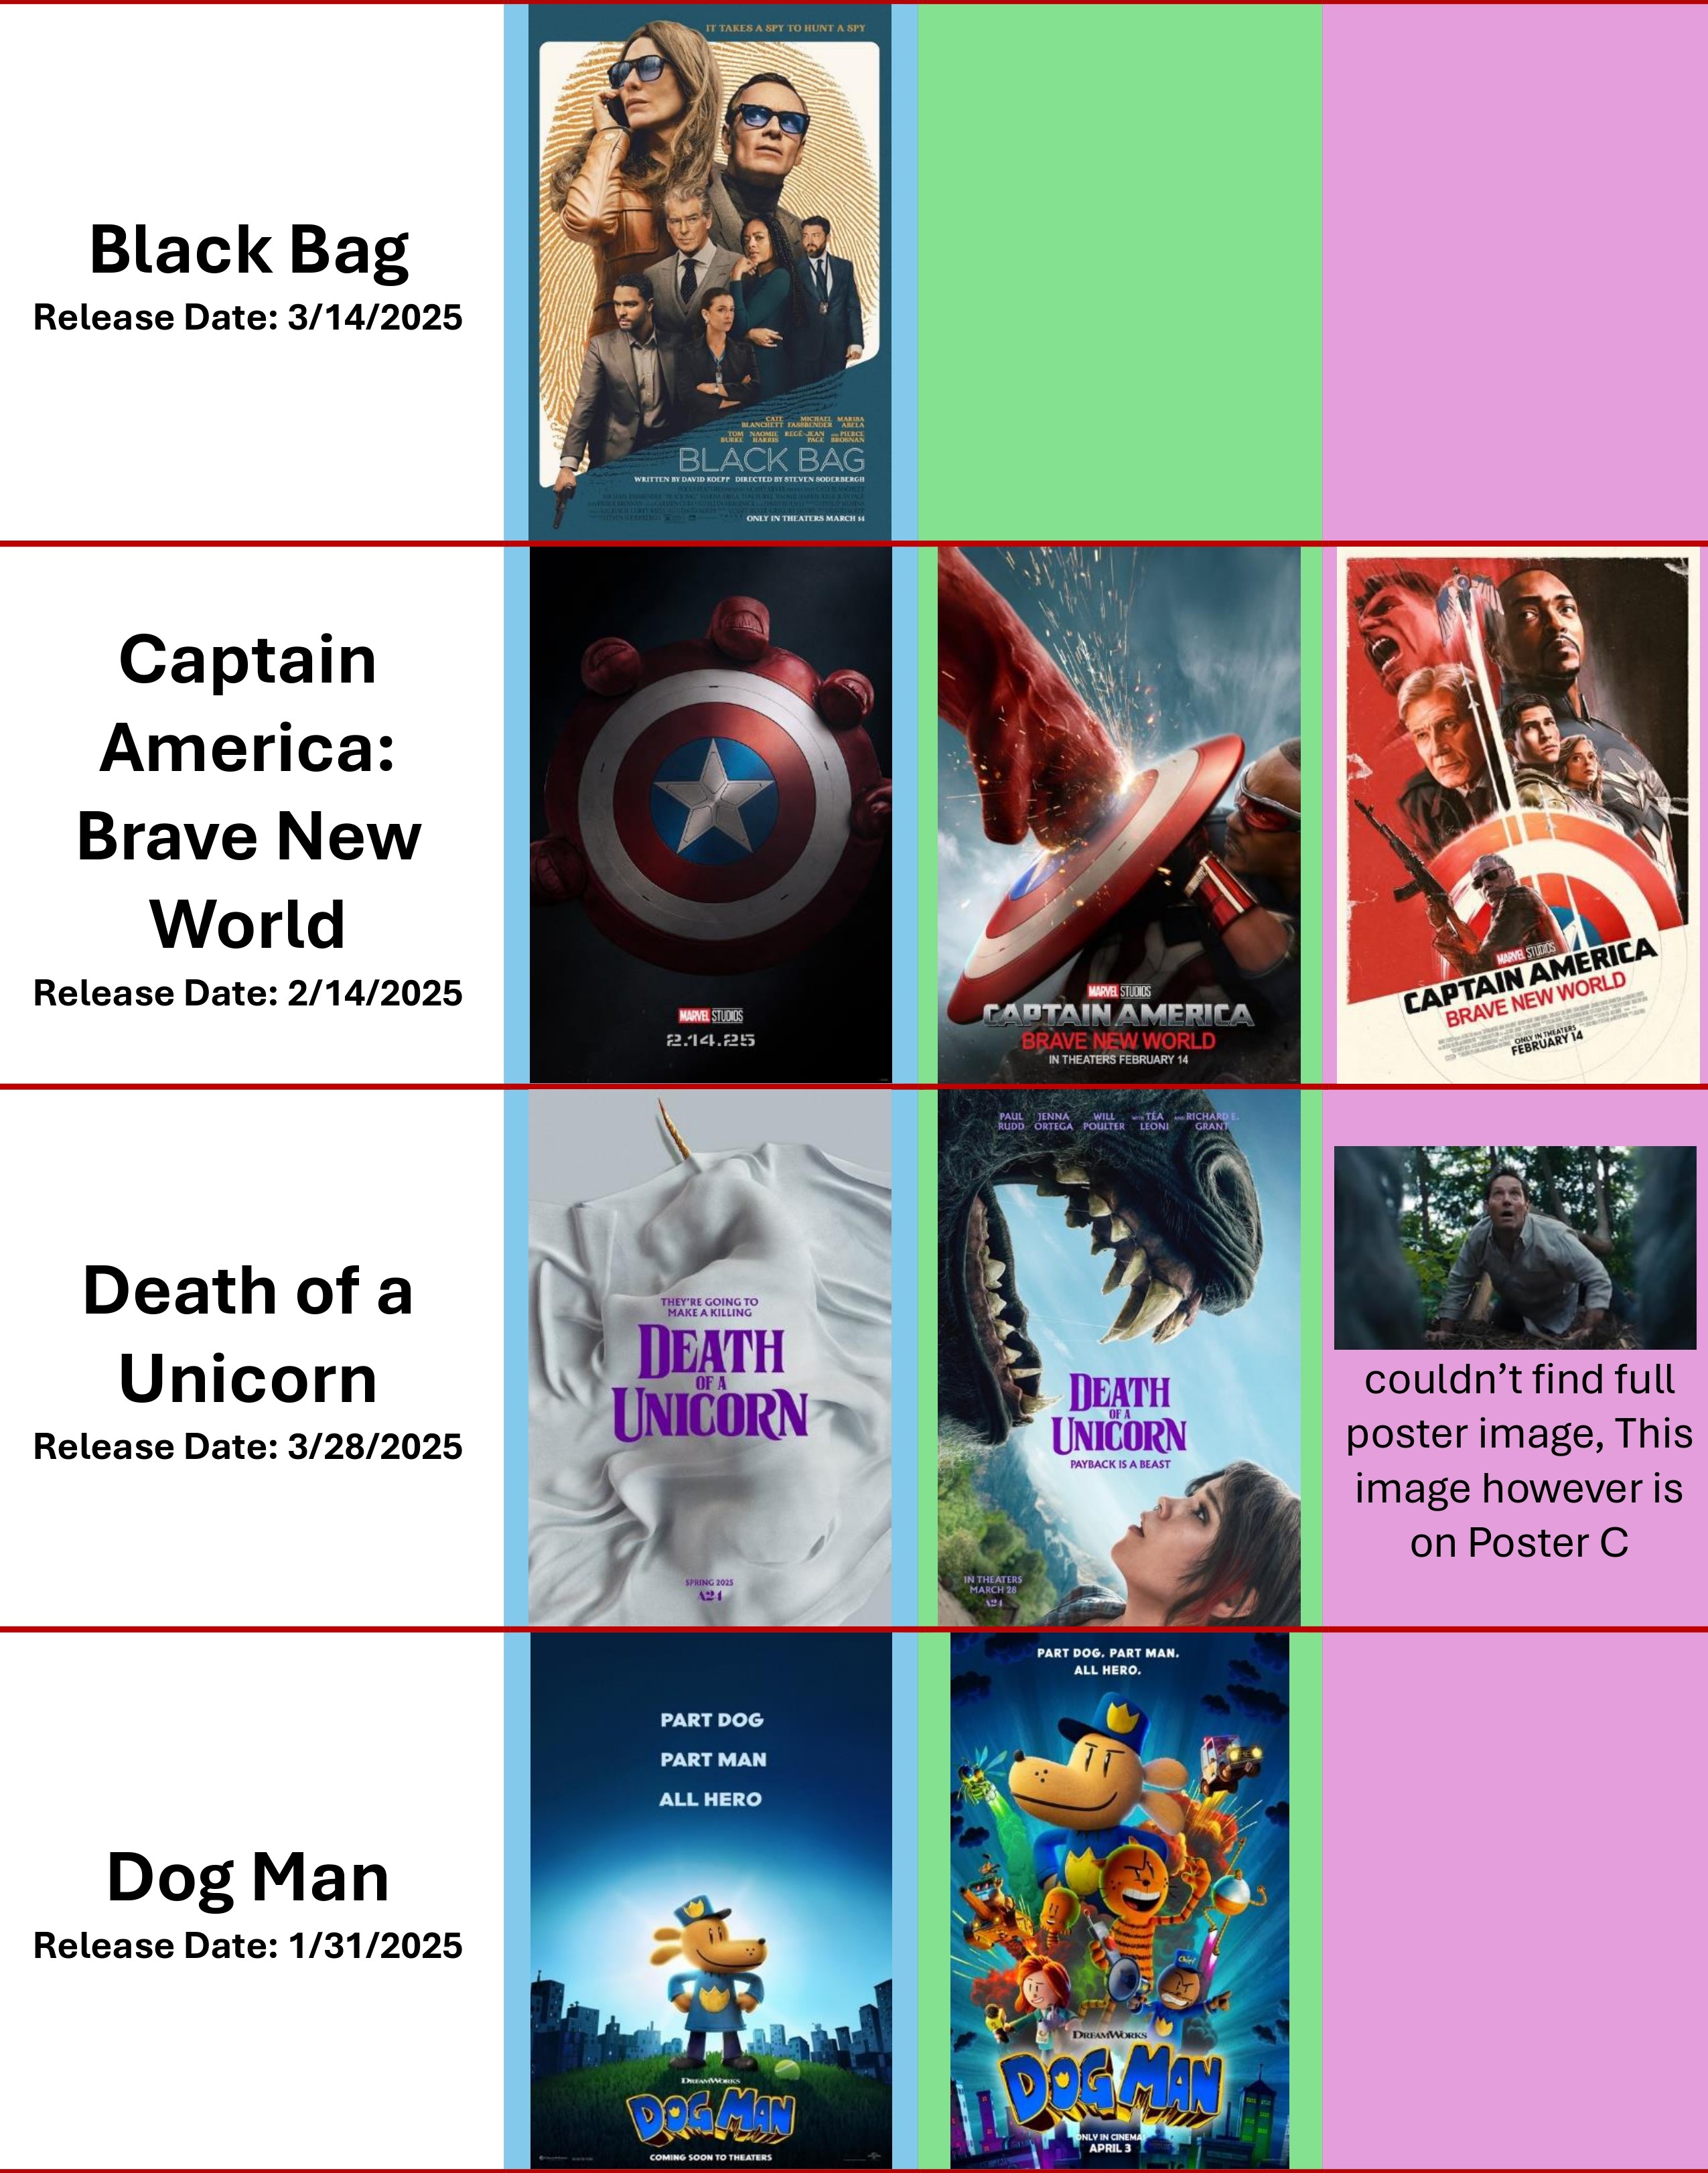 IT TAKES A SPY TO HUNT A SPY
Black Bag
Release Date: 3/14/2025
CATE BLANCHETT MICHAEL FASSBENDER MARISA ABELA
TOM BURKE NAOMIE HARRIS REGÉ-JEAN PAGE AND PIERCE BROSNAN
BLACK BAG
WRITTEN BY DAVID KOEPP DIRECTED BY STEVEN SODERBERGH
ONLY IN THEATERS MARCH 14
Captain
America:
Brave New
World
Release Date: 2/14/2025
MARVEL STUDIOS
2.14.25
MARVEL STUDIOS
CAPTAIN AMERICA
BRAVE NEW WORLD
IN THEATERS FEBRUARY 14
MARVEL STUDIOS
CAPTAIN AMERICA
BRAVE NEW WORLD
ONLY IN THEATERS
FEBRUARY 14
Death of a
Unicorn
Release Date: 3/28/2025
THEY'RE GOING TO
MAKE A KILLING
DEATH
OF A
UNICORN
SPRING 2025
A24
PAUL RUDD JENNA ORTEGA WILL POULTER WITH TÉA LEONI AND RICHARD E. GRANT
DEATH
OF A
UNICORN
PAYBACK IS A BEAST
IN THEATERS
MARCH 28
A24
couldn't find full
poster image, This
image however is
on Poster C
Dog Man
Release Date: 1/31/2025
PART DOG
PART MAN
ALL HERO
DREAMWORKS
DOG MAN
COMING SOON TO THEATERS
PART DOG. PART MAN.
ALL HERO.
Chief
DREAMWORKS
DOG MAN
ONLY IN CINEMA
APRIL 3